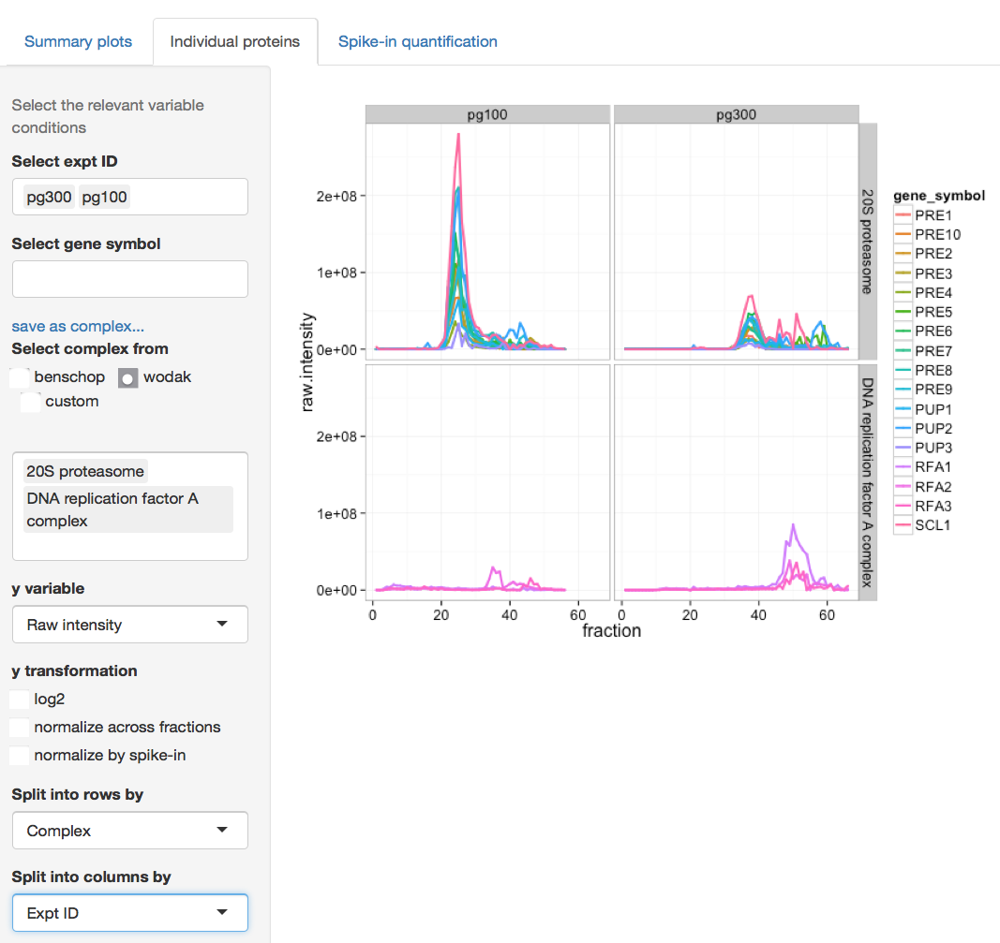 Summary plots
Individual proteins
Spike-in quantification
Select the relevant variable
conditions
Select expt ID
pg300 pg100
Select gene symbol
save as complex...
Select complex from
benschop
wodak
custom
20S proteasome
DNA replication factor A
complex
y variable
Raw intensity
y transformation
log2
normalize across fractions
normalize by spike-in
Split into rows by
Complex
Split into columns by
Expt ID
pg100
pg300
20S proteasome
DNA replication factor A complex
raw.intensity
2e+08
1e+08
0e+00
2e+08
1e+08
0e+00
0 20 40 60
0 20 40 60
fraction
gene_symbol
PRE1
PRE10
PRE2
PRE3
PRE4
PRE5
PRE6
PRE7
PRE8
PRE9
PUP1
PUP2
PUP3
RFA1
RFA2
RFA3
SCL1